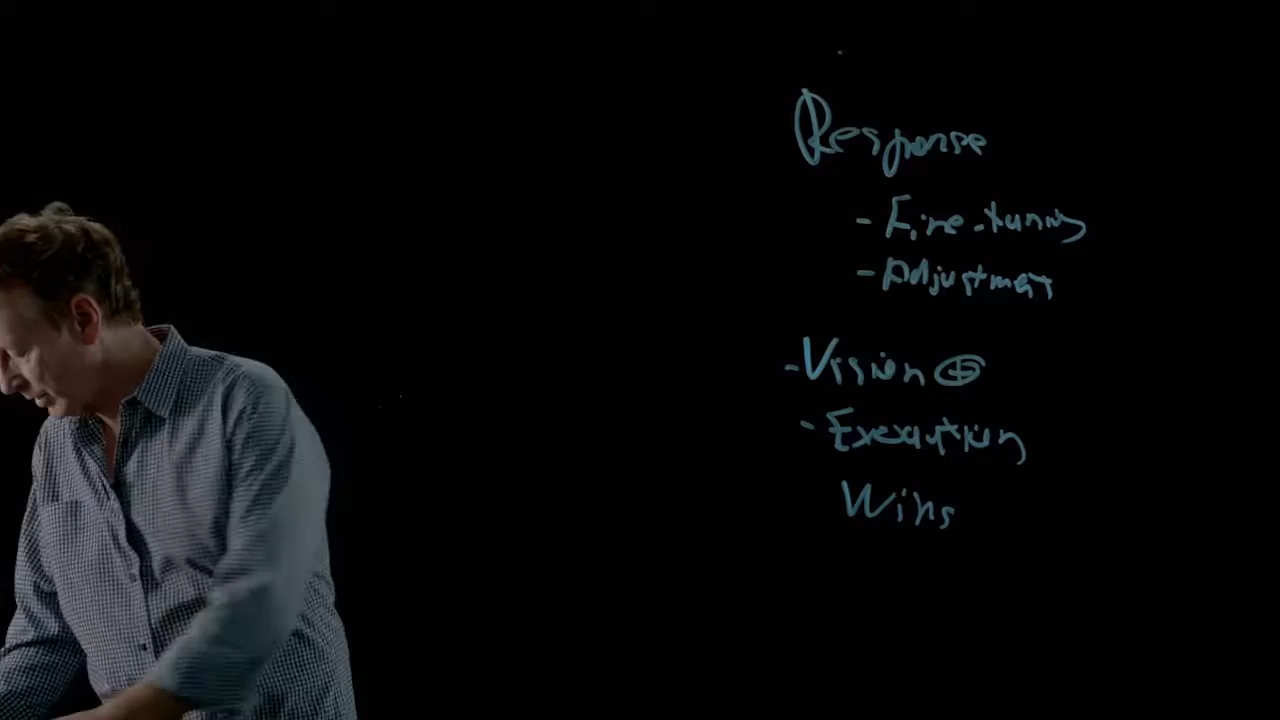 Response
- Fine-tuning
- Adjustment
- Vision
- Execution
Wins